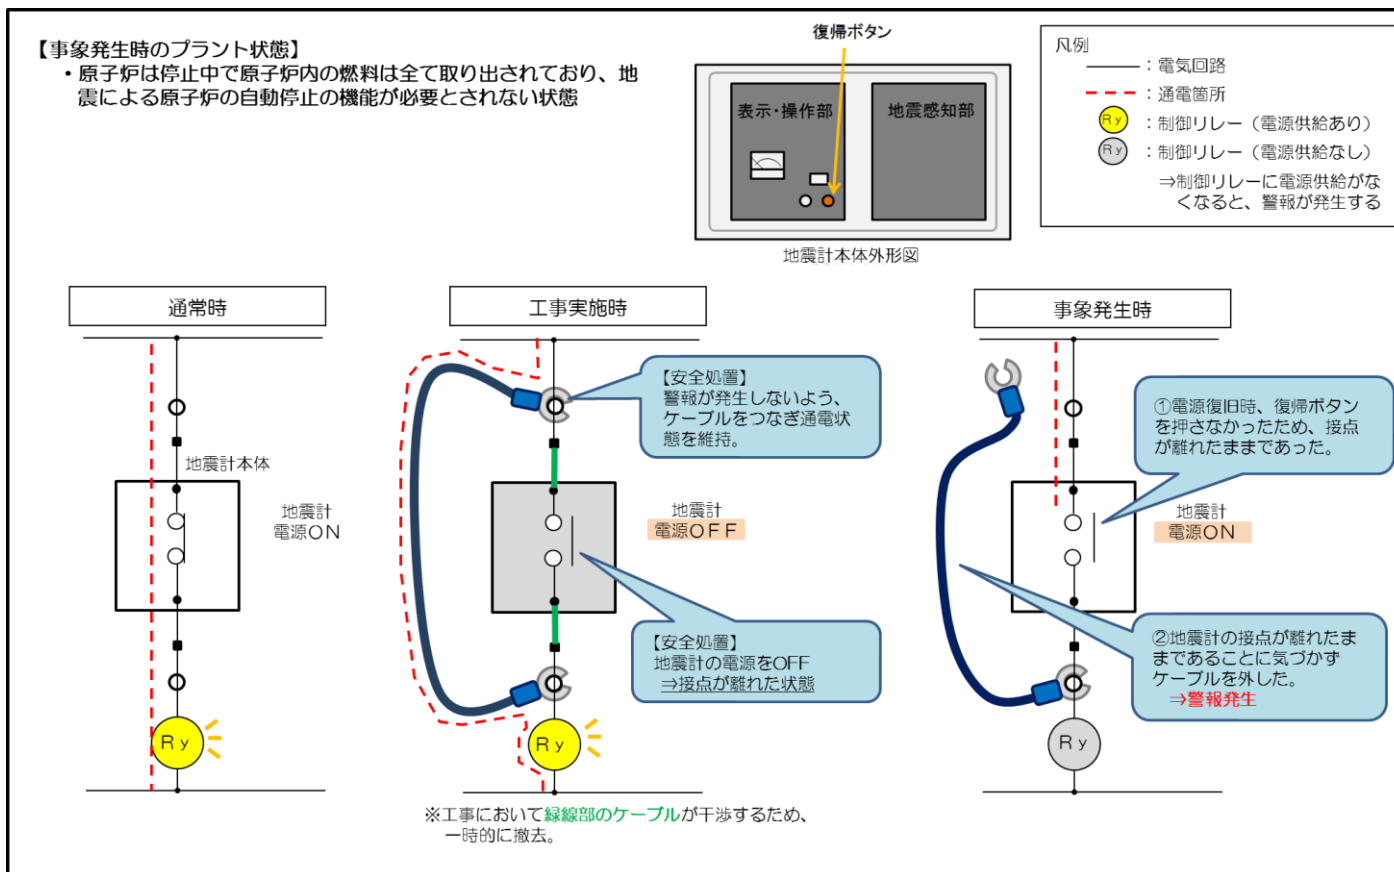 【事象発生時のプラント状態】
・原子炉は停止中で原子炉内の燃料は全て取り出されており、地
震による原子炉の自動停止の機能が必要とされない状態
復帰ボタン
表示・操作部
地震感知部
地震計本体外形図
凡例
：電気回路
：通電箇所
Ｒｙ
：制御リレー（電源供給あり）
Ｒｙ
：制御リレー（電源供給なし）
⇒制御リレーに電源供給がな
くなると、警報が発生する
通常時
地震計本体
地震計
電源ＯＮ
Ｒｙ
工事実施時
【安全処置】
警報が発生しないよう、
ケーブルをつなぎ通電状
態を維持。
地震計
電源ＯＦＦ
【安全処置】
地震計の電源をOFF
⇒接点が離れた状態
Ｒｙ
※工事において緑線部のケーブルが干渉するため、
一時的に撤去。
事象発生時
①電源復旧時、復帰ボタン
を押さなかったため、接点
が離れたままであった。
地震計
電源ＯＮ
②地震計の接点が離れたま
まであることに気づかず
ケーブルを外した。
⇒警報発生
Ｒｙ